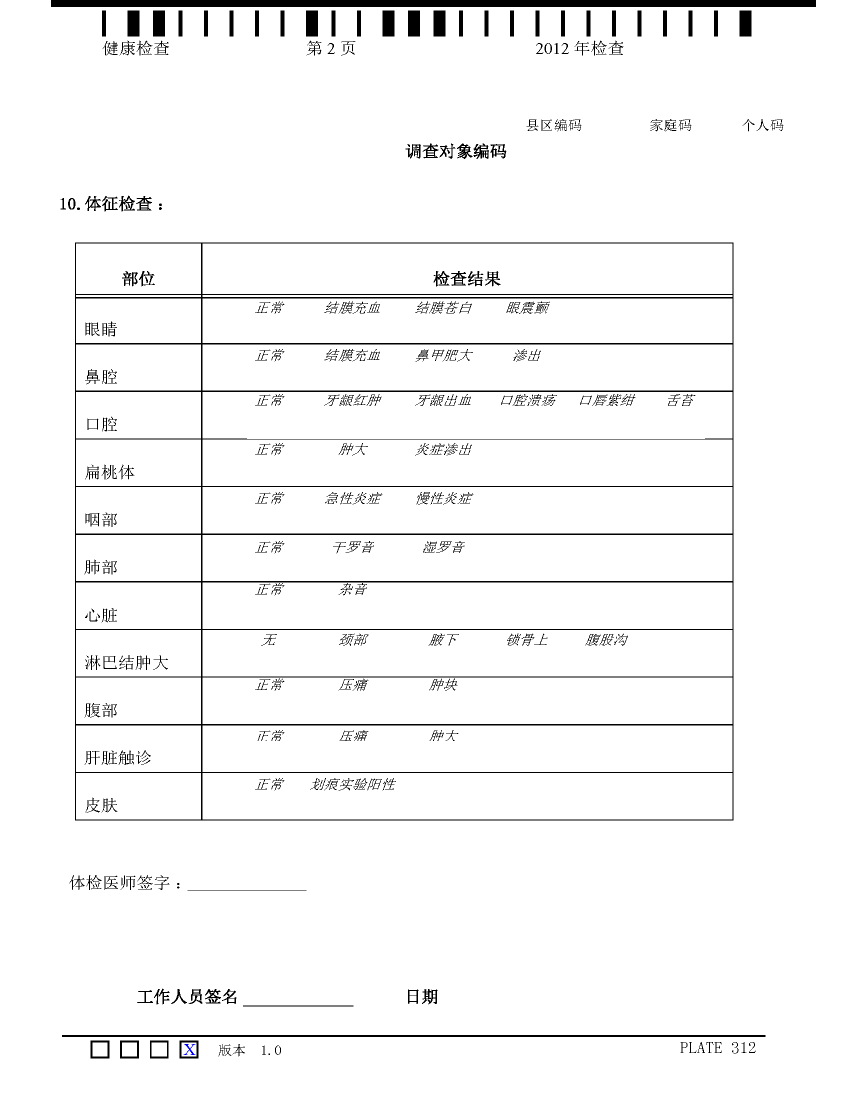 健康检查 第 2 页 2012 年检查
县区编码 家庭码 个人码
调查对象编码
10. 体征检查：
部位 检查结果
正常 结膜充血 结膜苍白 眼震颤
眼睛
正常 结膜充血 鼻甲肥大 渗出
鼻腔
正常 牙龈红肿 牙龈出血 口腔溃疡 口唇紫绀 舌苔
口腔
正常 肿大 炎症渗出
扁桃体
正常 急性炎症 慢性炎症
咽部
正常 干罗音 湿罗音
肺部
正常 杂音
心脏
无 颈部 腋下 锁骨上 腹股沟
淋巴结肿大
正常 压痛 肿块
腹部
正常 压痛 肿大
肝脏触诊
正常 划痕实验阳性
皮肤
体检医师签字：
工作人员签名 日期
X 版本 1.0 PLATE 312